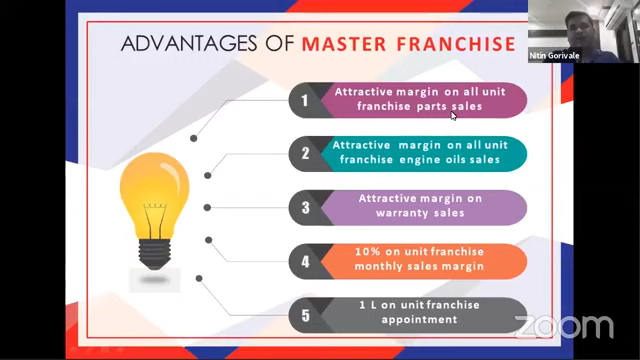 ADVANTAGES OF MASTER FRANCHISE
Nitin Gorivale
1
Attractive margin on all unit
franchise parts sales
2
Attractive margin on all unit
franchise engine oils sales
3
Attractive margin on
warranty sales
4
10% on unit franchise
monthly sales margin
5
1 L on unit franchise
appointment
zoom